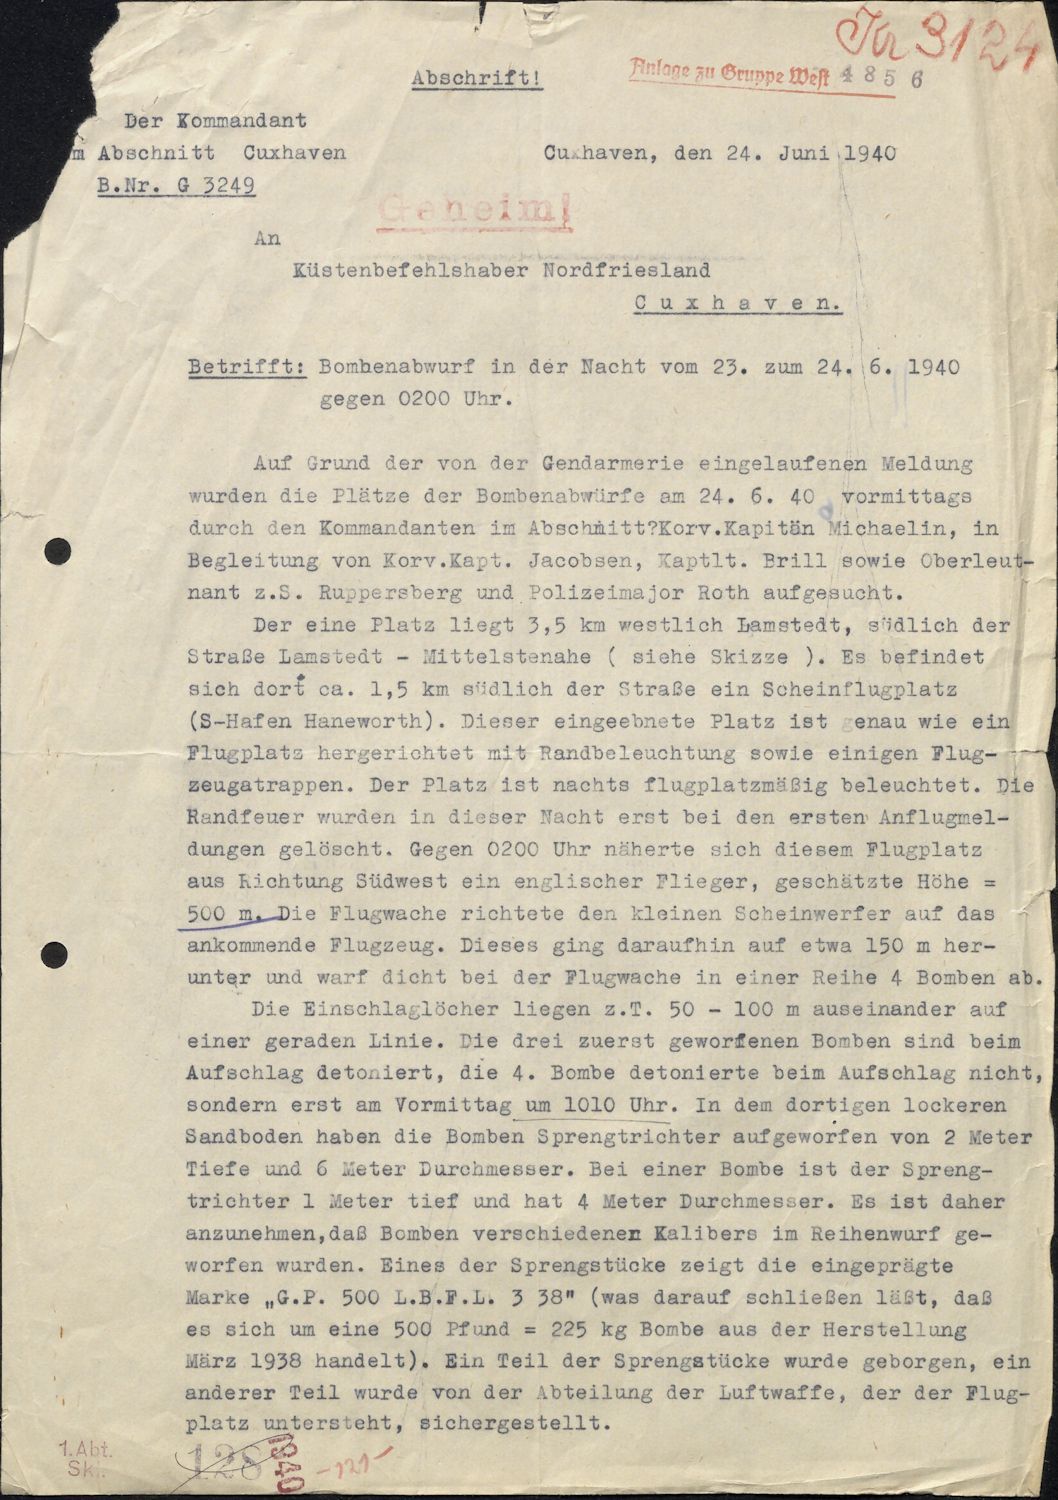 Jkr 3124
Abschrift!
Anlage zu Gruppe West 4856
Der Kommandant
m Abschnitt Cuxhaven
Cuxhaven, den 24. Juni 1940
B.Nr. G 3249
Geheim!
An
Küstenbefehlshaber Nordfriesland
C u x h a v e n.
Betrifft: Bombenabwurf in der Nacht vom 23. zum 24. 6. 1940
gegen 0200 Uhr.
Auf Grund der von der Gendarmerie eingelaufenen Meldung
wurden die Plätze der Bombenabwürfe am 24. 6. 40 vormittags
durch den Kommandanten im Abschnitt?Korv.Kapitän Michaelin, in
Begleitung von Korv.Kapt. Jacobsen, Kaptlt. Brill sowie Oberleut-
nant z.S. Ruppersberg und Polizeimajor Roth aufgesucht.
Der eine Platz liegt 3,5 km westlich Lamstedt, südlich der
Straße Lamstedt - Mittelstenahe ( siehe Skizze ). Es befindet
sich dort ca. 1,5 km südlich der Straße ein Scheinflugplatz
(S-Hafen Haneworth). Dieser eingeebnete Platz ist genau wie ein
Flugplatz hergerichtet mit Randbeleuchtung sowie einigen Flug-
zeugatrappen. Der Platz ist nachts flugplatzmäßig beleuchtet. Die
Randfeuer wurden in dieser Nacht erst bei den ersten Anflugmel-
dungen gelöscht. Gegen 0200 Uhr näherte sich diesem Flugplatz
aus Richtung Südwest ein englischer Flieger, geschätzte Höhe =
500 m. Die Flugwache richtete den kleinen Scheinwerfer auf das
ankommende Flugzeug. Dieses ging daraufhin auf etwa 150 m her-
unter und warf dicht bei der Flugwache in einer Reihe 4 Bomben ab.
Die Einschlaglöcher liegen z.T. 50 - 100 m auseinander auf
einer geraden Linie. Die drei zuerst geworfenen Bomben sind beim
Aufschlag detoniert, die 4. Bombe detonierte beim Aufschlag nicht,
sondern erst am Vormittag um 1010 Uhr. In dem dortigen lockeren
Sandboden haben die Bomben Sprengtrichter aufgeworfen von 2 Meter
Tiefe und 6 Meter Durchmesser. Bei einer Bombe ist der Spreng-
trichter 1 Meter tief und hat 4 Meter Durchmesser. Es ist daher
anzunehmen,daß Bomben verschiedenen Kalibers im Reihenwurf ge-
worfen wurden. Eines der Sprengstücke zeigt die eingeprägte
Marke „G.P. 500 L.B.F.L. 3 38" (was darauf schließen läßt, daß
es sich um eine 500 Pfund = 225 kg Bombe aus der Herstellung
März 1938 handelt). Ein Teil der Sprengstücke wurde geborgen, ein
anderer Teil wurde von der Abteilung der Luftwaffe, der der Flug-
platz untersteht, sichergestellt.
1.Abt.
Skl.
128
1940
-121-